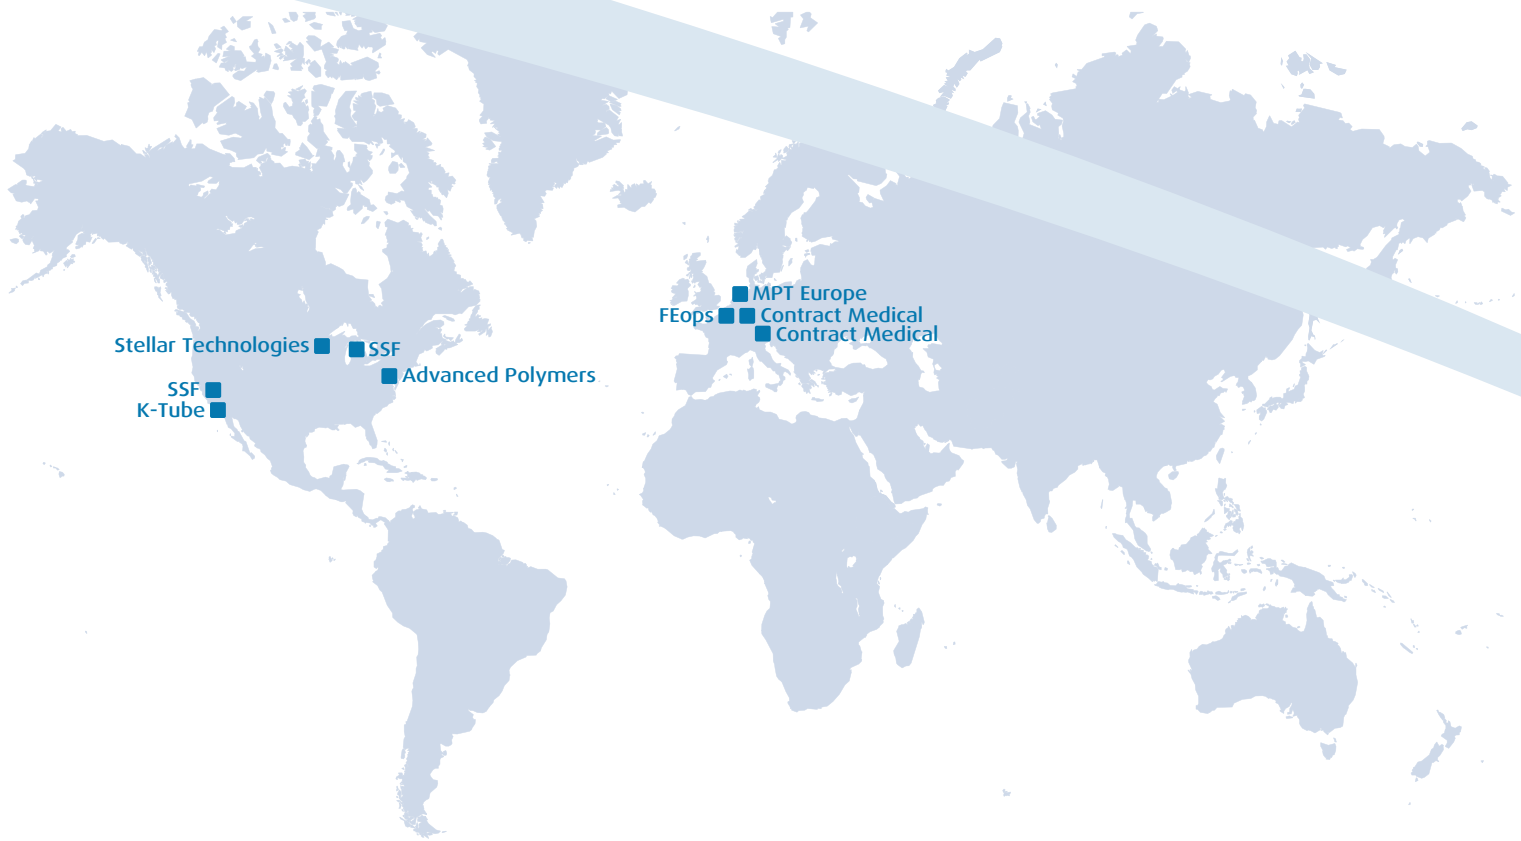 MPT Europe
FEops
Contract Medical
Contract Medical
Stellar Technologies
SSF
Advanced Polymers
SSF
K-Tube